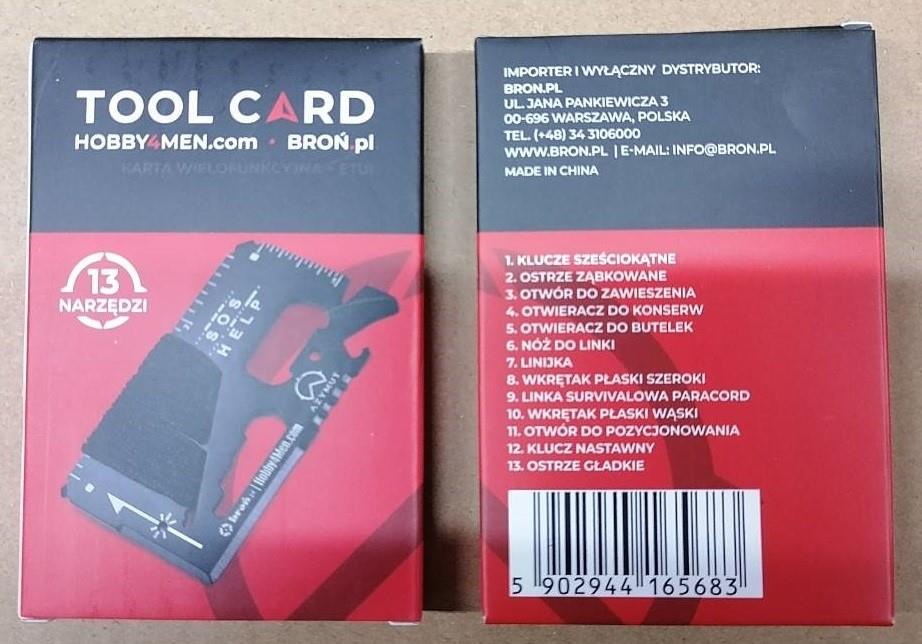 TOOL CARD
HOBBY4MEN.com • BROŃ.pl
KARTA WIELOFUNKCYJNA + ETUI
13
NARZĘDZI
SOS
HELP
AZYMUT
broń.pl | Hobby4Men.com
IMPORTER I WYŁĄCZNY DYSTRYBUTOR:
BRON.PL
UL. JANA PANKIEWICZA 3
00-696 WARSZAWA, POLSKA
TEL. (+48) 34 3106000
WWW.BRON.PL | E-MAIL: INFO@BRON.PL
MADE IN CHINA
1. KLUCZE SZEŚCIOKĄTNE
2. OSTRZE ZĄBKOWANE
3. OTWÓR DO ZAWIESZENIA
4. OTWIERACZ DO KONSERW
5. OTWIERACZ DO BUTELEK
6. NÓŻ DO LINKI
7. LINIJKA
8. WKRĘTAK PŁASKI SZEROKI
9. LINKA SURVIVALOWA PARACORD
10. WKRĘTAK PŁASKI WĄSKI
11. OTWÓR DO POZYCJONOWANIA
12. KLUCZ NASTAWNY
13. OSTRZE GŁADKIE
5 902944 165683